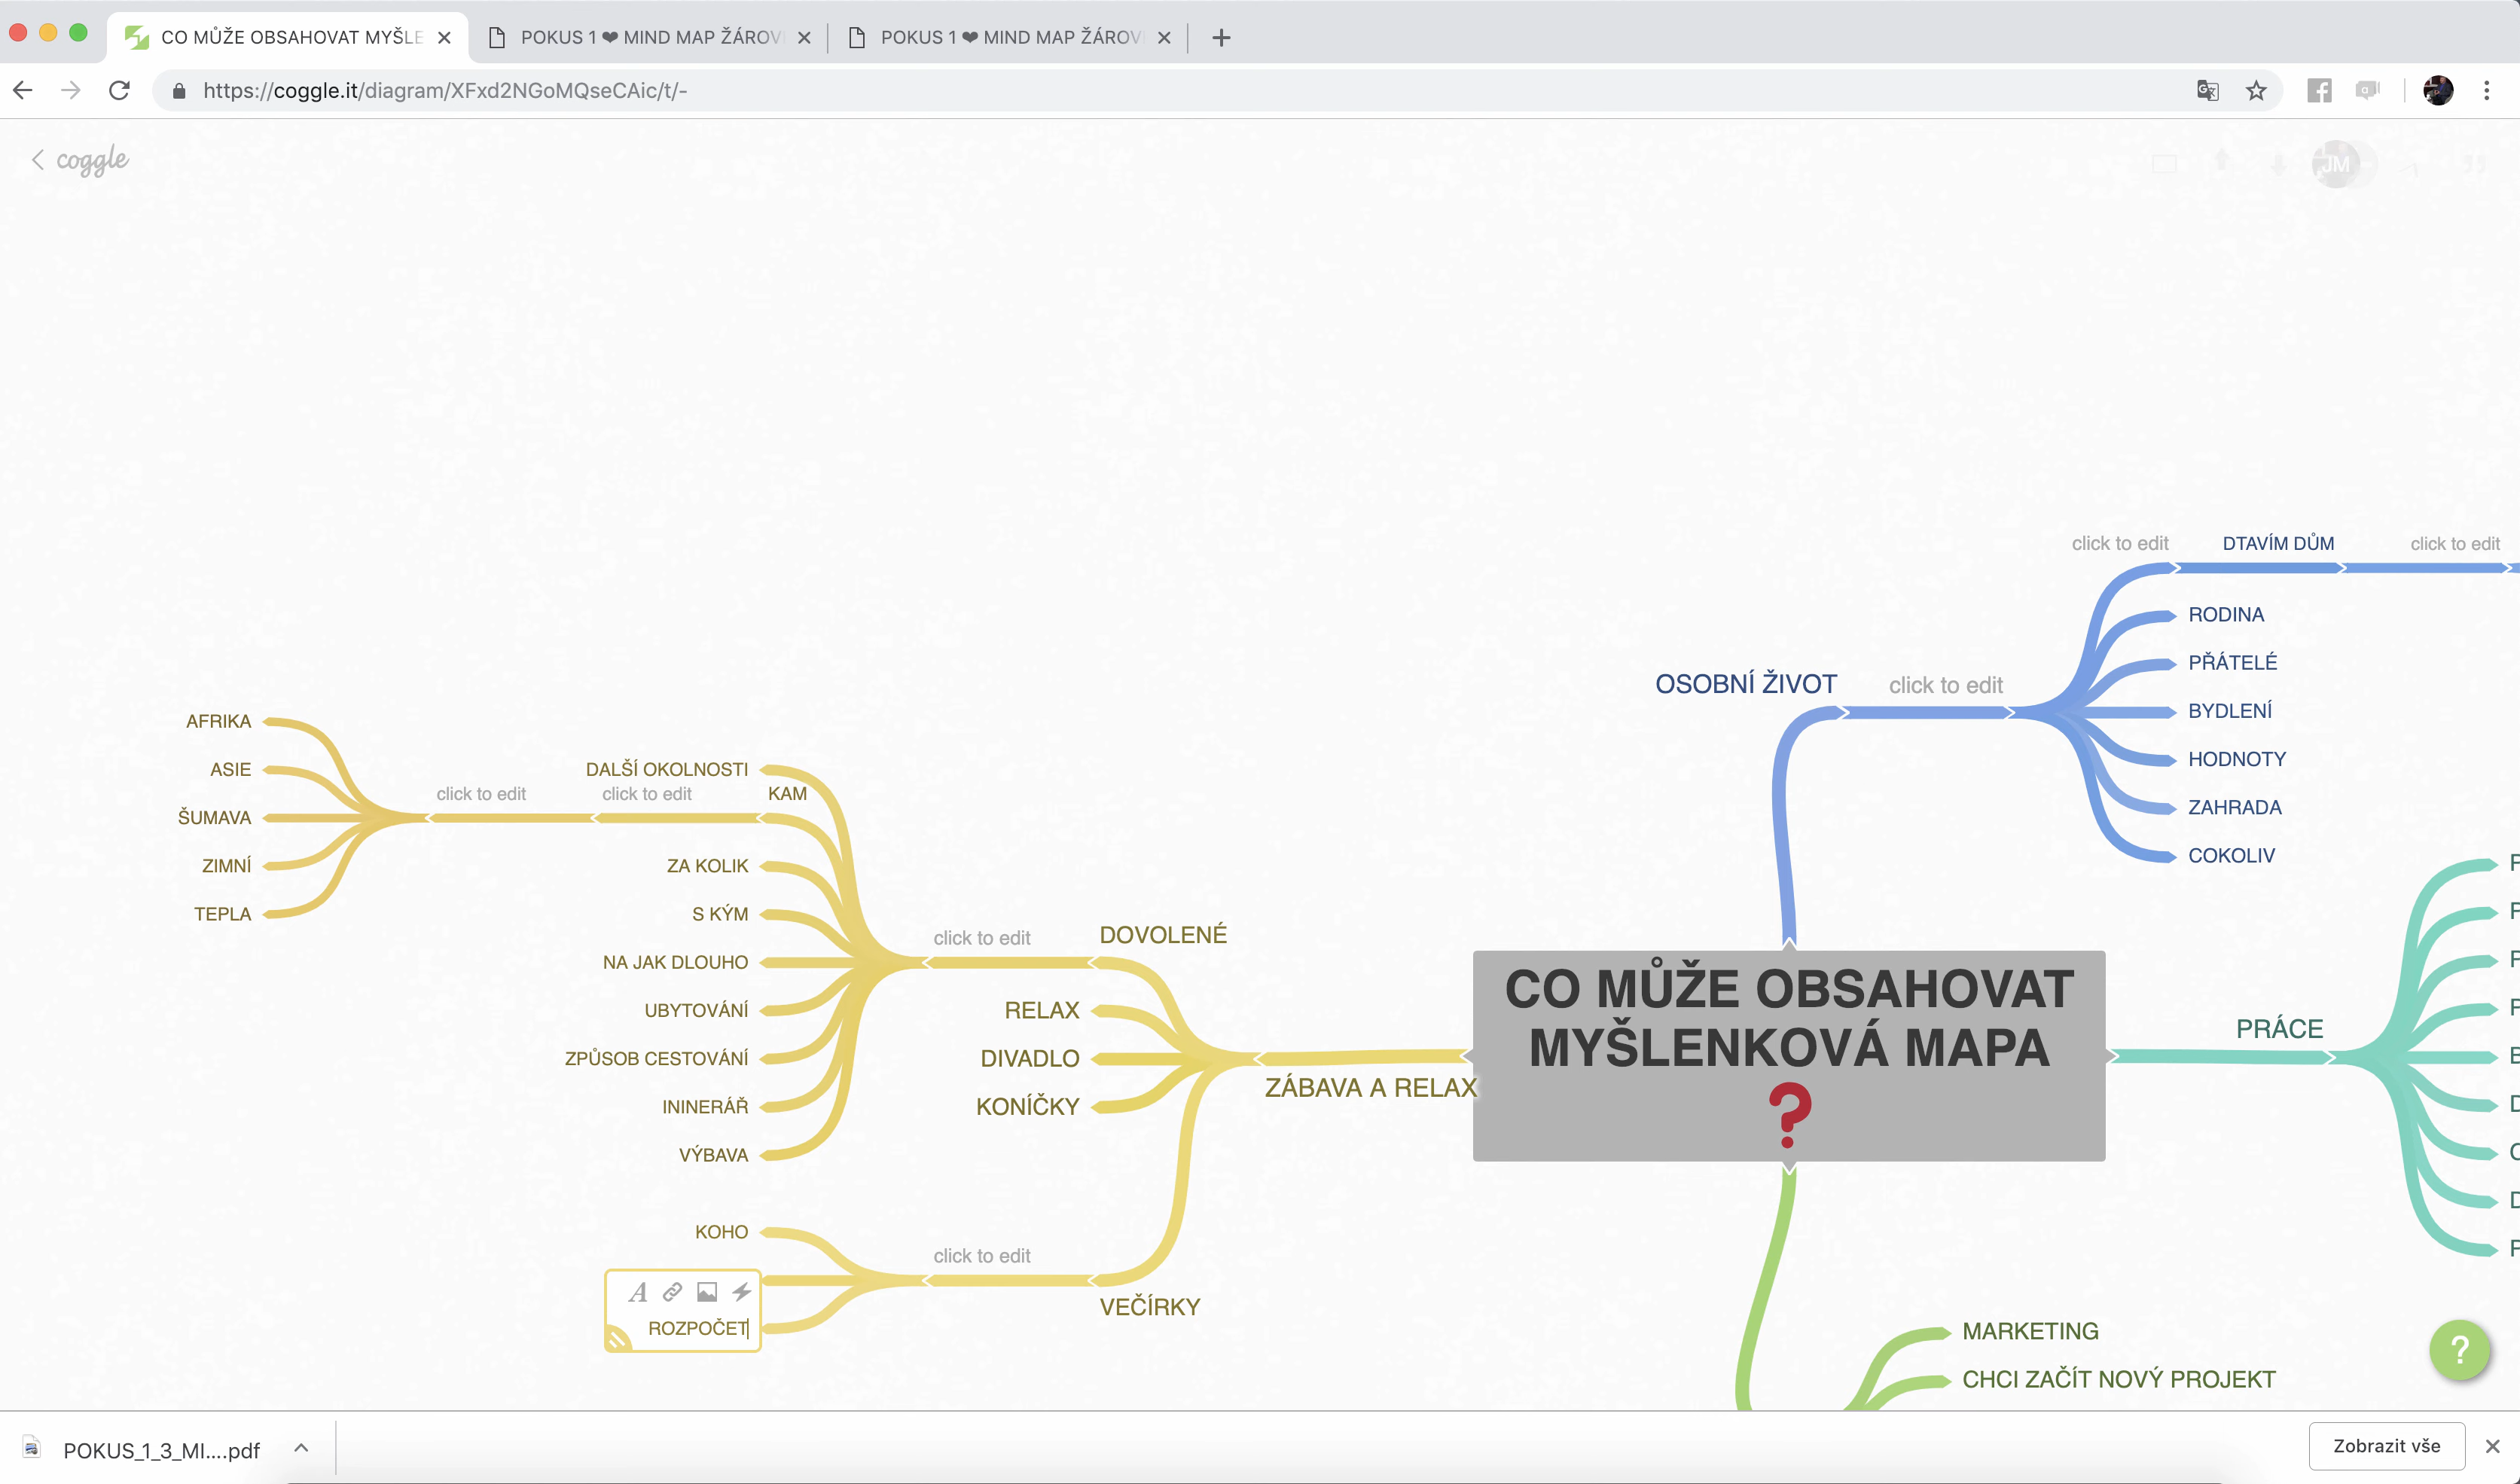 CO MŮŽE OBSAHOVAT MYŠLE
POKUS 1 ❤ MIND MAP ŽÁROV
POKUS 1 ❤ MIND MAP ŽÁROV
https://coggle.it/diagram/XFxd2NGoMQseCAic/t/-
coggle
JM
click to edit
DTAVÍM DŮM
click to edit
RODINA
PŘÁTELÉ
OSOBNÍ ŽIVOT
click to edit
BYDLENÍ
HODNOTY
ZAHRADA
COKOLIV
AFRIKA
ASIE
ŠUMAVA
ZIMNÍ
TEPLA
click to edit
click to edit
DALŠÍ OKOLNOSTI
KAM
ZA KOLIK
S KÝM
NA JAK DLOUHO
UBYTOVÁNÍ
ZPŮSOB CESTOVÁNÍ
ININERÁŘ
VÝBAVA
click to edit
DOVOLENÉ
RELAX
DIVADLO
KONÍČKY
ZÁBAVA A RELAX
CO MŮŽE OBSAHOVAT
MYŠLENKOVÁ MAPA
?
PRÁCE
KOHO
click to edit
A
ROZPOČET
VEČÍRKY
MARKETING
CHCI ZAČÍT NOVÝ PROJEKT
?
POKUS_1_3_MI....pdf
Zobrazit vše